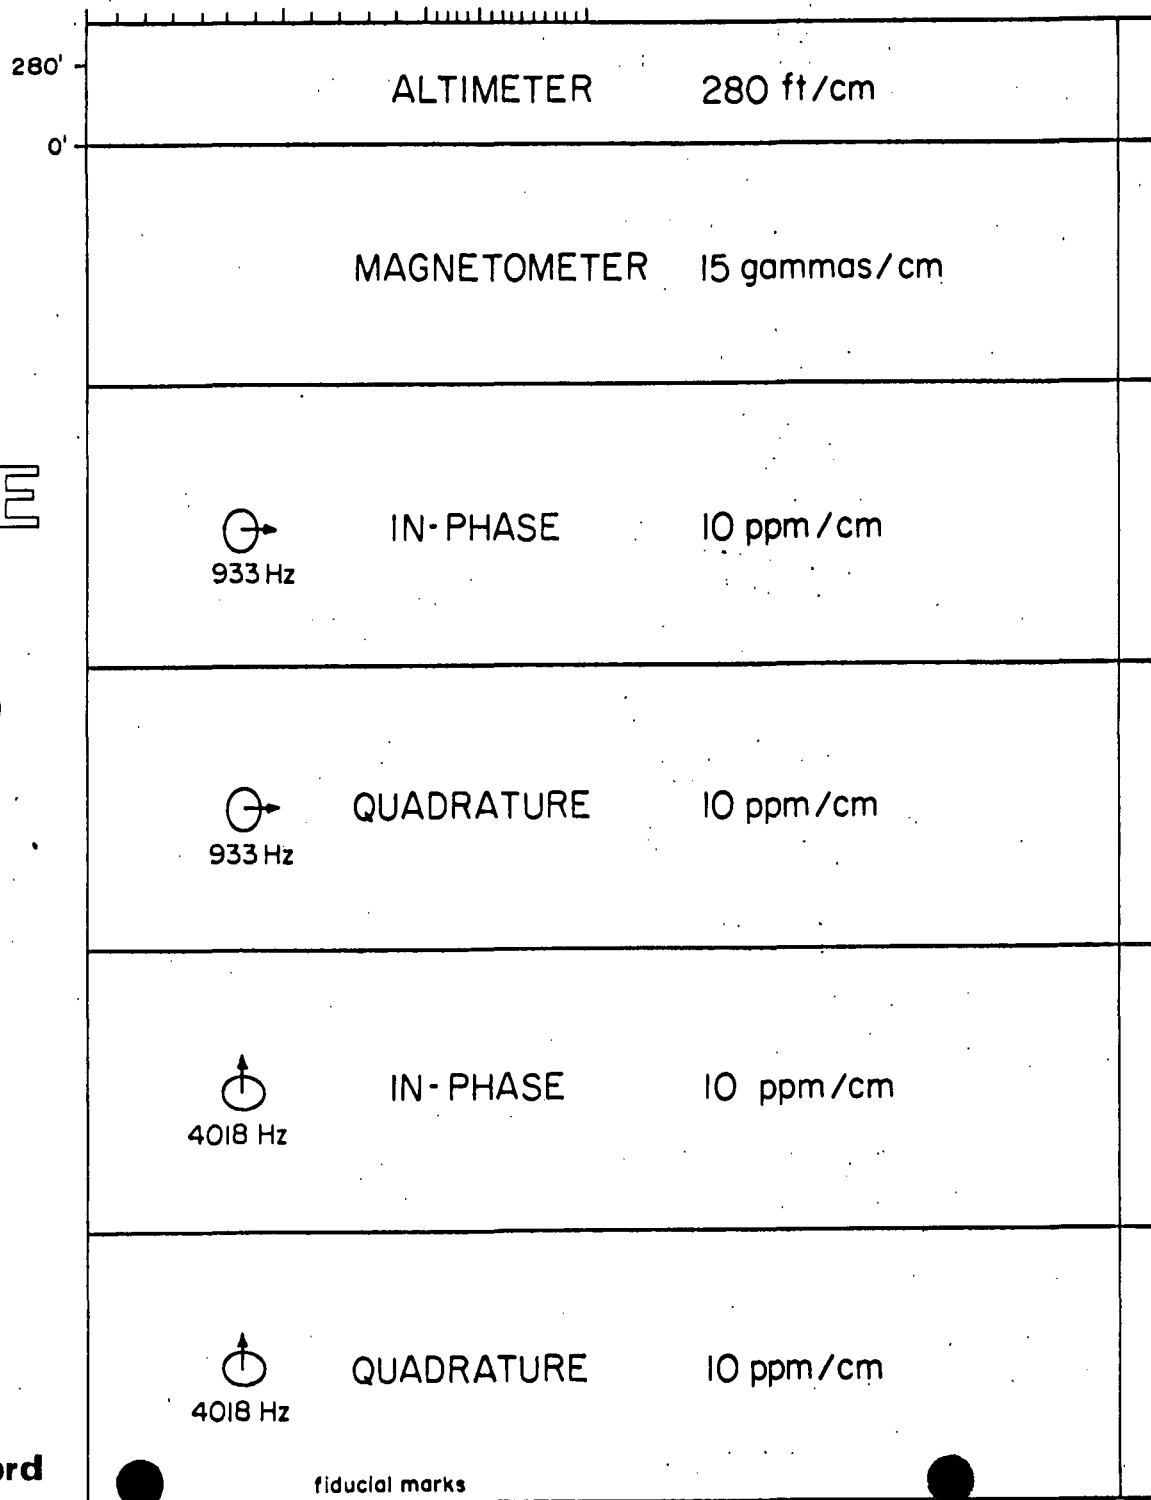 280'
ALTIMETER 280 ft/cm
0'
MAGNETOMETER 15 gammas/cm
E
IN-PHASE 10 ppm/cm
933 Hz
QUADRATURE 10 ppm/cm
933 Hz
IN-PHASE 10 ppm/cm
4018 Hz
QUADRATURE 10 ppm/cm
4018 Hz
fiducial marks